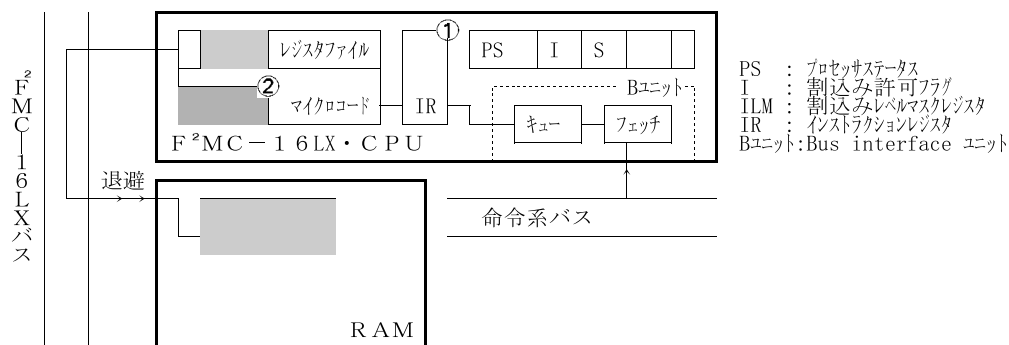 F²MC-16LXバス
レジスタファイル
②
マイクロコード
①
IR
PS I S
Bユニット
キュー
フェッチ
F²MC-16LX・CPU
PS : プロセッサステータス
I : 割込み許可フラグ
ILM : 割込みレベルマスクレジスタ
IR : インストラクションレジスタ
Bユニット:Bus interface ユニット
退避
命令系バス
RAM